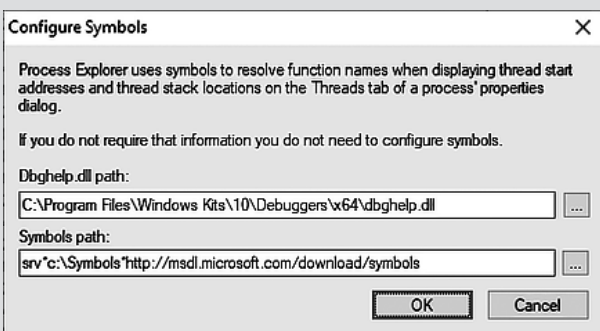 Configure Symbols
Process Explorer uses symbols to resolve function names when displaying thread start
addresses and thread stack locations on the Threads tab of a process' properties
dialog.
If you do not require that information you do not need to configure symbols.
Dbghelp.dll path:
C:\Program Files\Windows Kits\10\Debuggers\x64\dbghelp.dll
...
Symbols path:
srv*c:\Symbols*http://msdl.microsoft.com/download/symbols
...
OK
Cancel